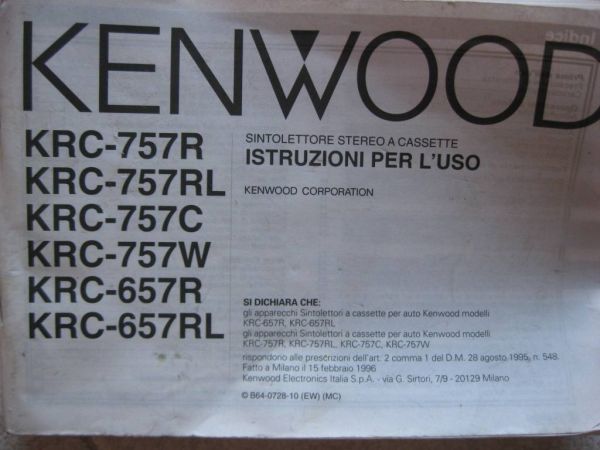 KENWOOD
KRC-757R
KRC-757RL
KRC-757C
KRC-757W
KRC-657R
KRC-657RL
SINTOLETTORE STEREO A CASSETTE
ISTRUZIONI PER L'USO
KENWOOD CORPORATION
SI DICHIARA CHE:
gli apparecchi Sintolettori a cassette per auto Kenwood modelli
KRC-657R, KRC-657RL
gli apparecchi Sintolettori a cassette per auto Kenwood modelli
KRC-757R, KRC-757RL, KRC-757C, KRC-757W
rispondono alle prescrizioni dell'art. 2 comma 1 del D.M. 28 agosto 1995, n. 548.
Fatto a Milano il 15 febbraio 1996
Kenwood Electronics Italia S.p.A. - via G. Sirtori, 7/9 - 20129 Milano
© B64-0728-10 (EW) (MC)
Indice